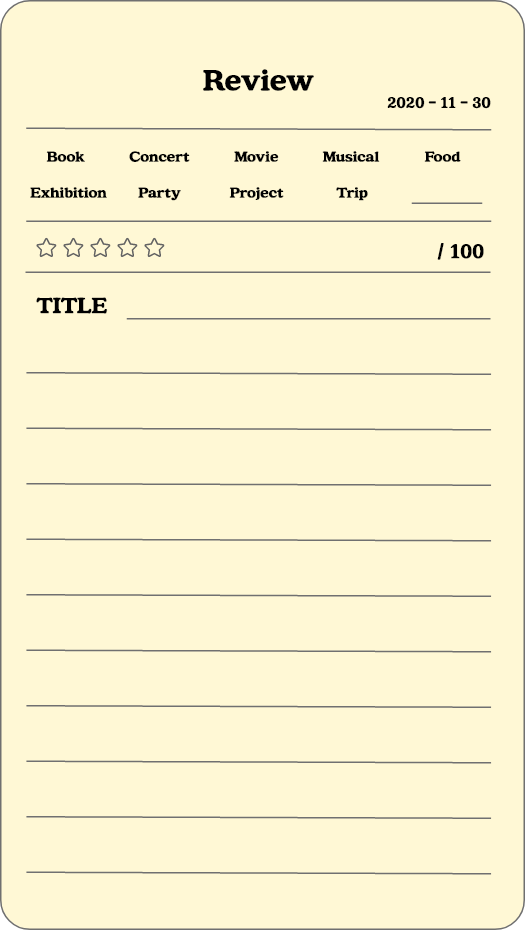 Review
2020 – 11 – 30
Book Concert Movie Musical Food
Exhibition Party Project Trip
/ 100
TITLE